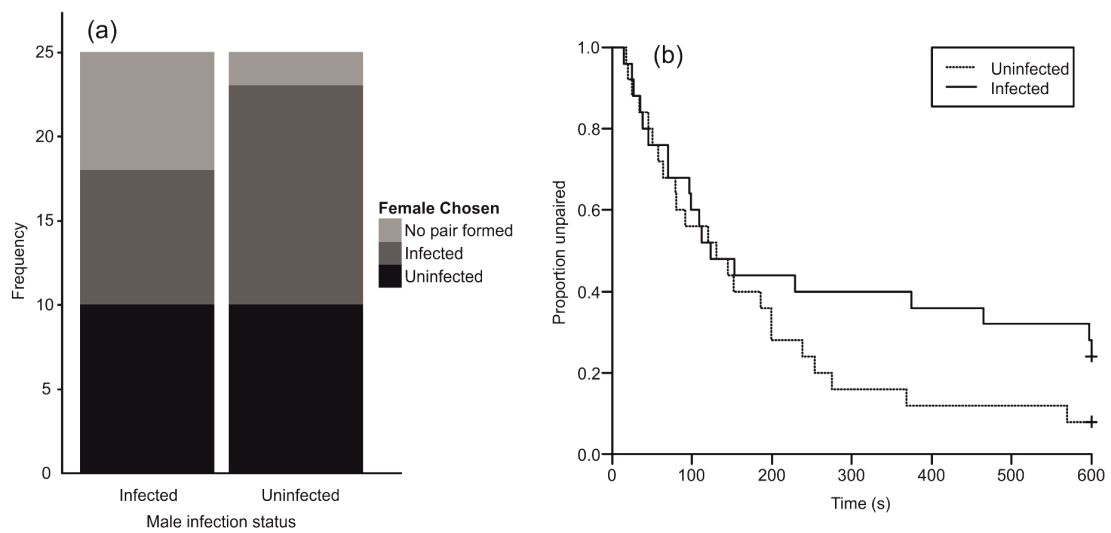 (a)
25
20
15
10
5
0
Frequency
Infected
Uninfected
Male infection status
Female Chosen
No pair formed
Infected
Uninfected
(b)
1.0
0.8
0.6
0.4
0.2
0.0
Proportion unpaired
0 100 200 300 400 500 600
Time (s)
Uninfected
Infected